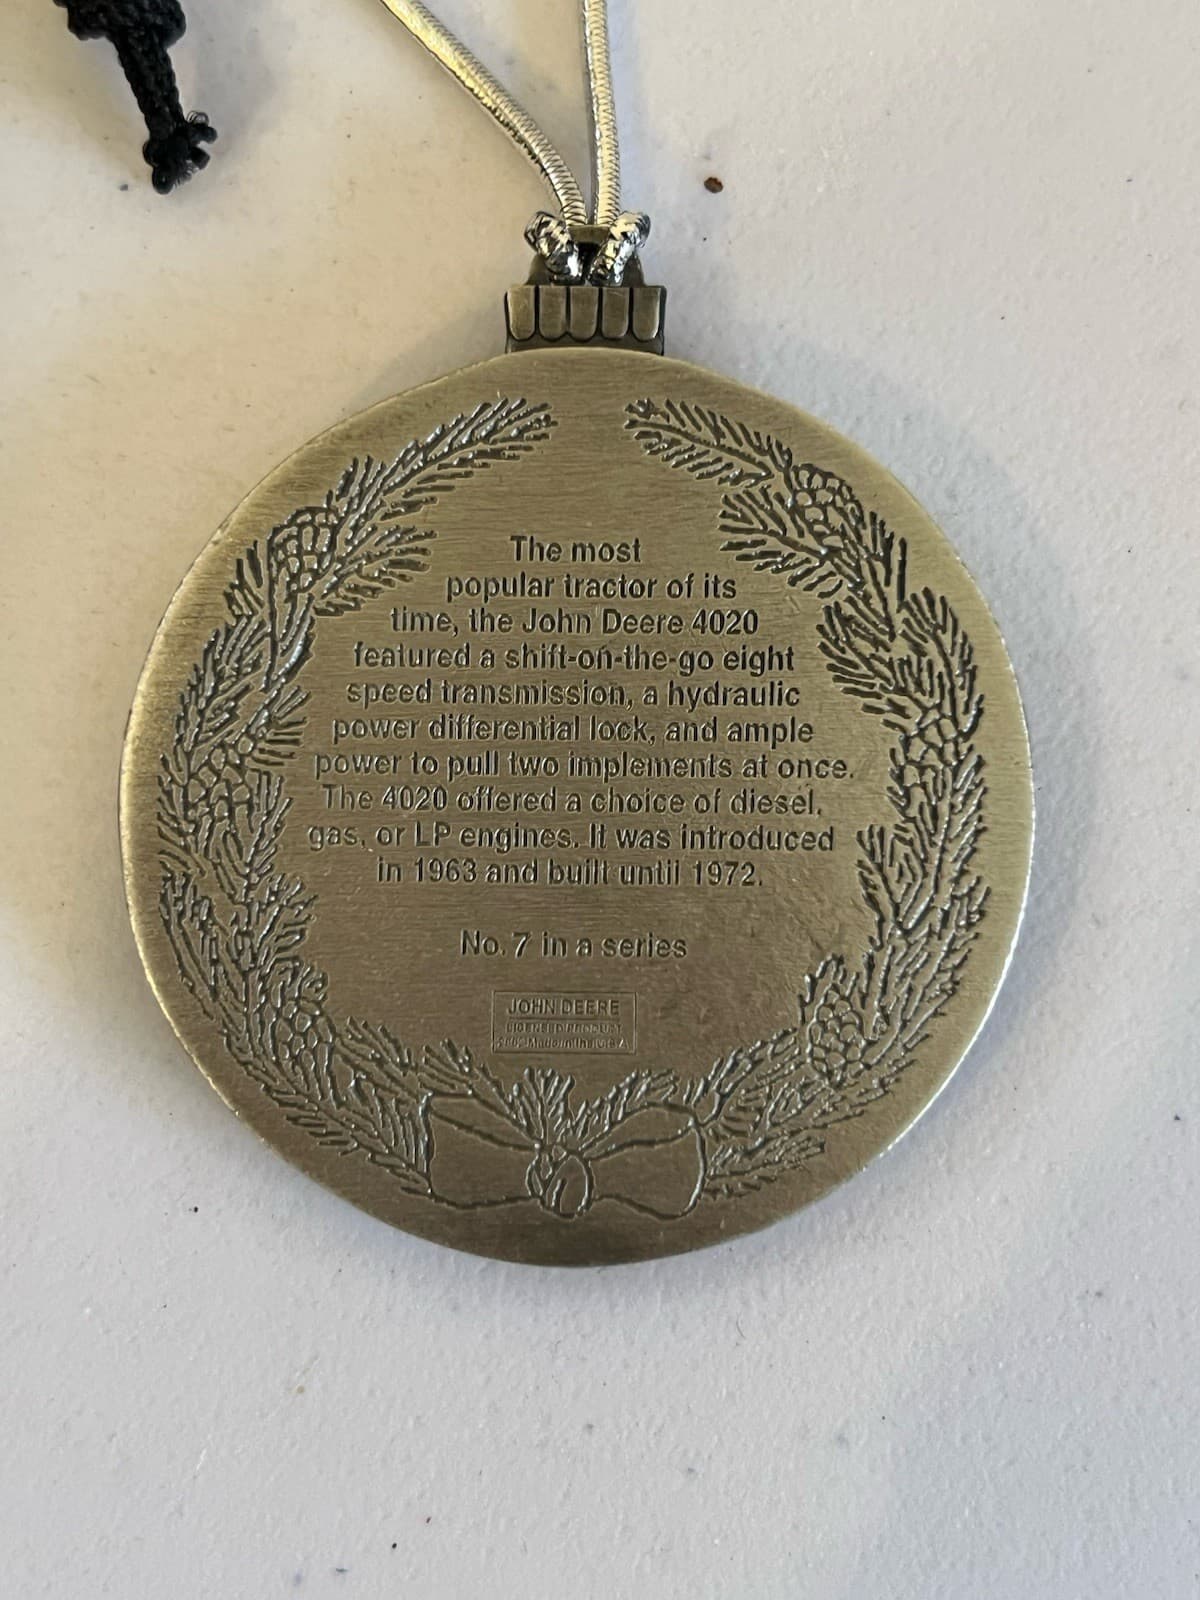 The most
popular tractor of its
time, the John Deere 4020
featured a shift-on-the-go eight
speed transmission, a hydraulic
power differential lock, and ample
power to pull two implements at once.
The 4020 offered a choice of diesel,
gas, or LP engines. It was introduced
in 1963 and built until 1972.
No. 7 in a series
JOHN DEERE
LICENSED PRODUCT